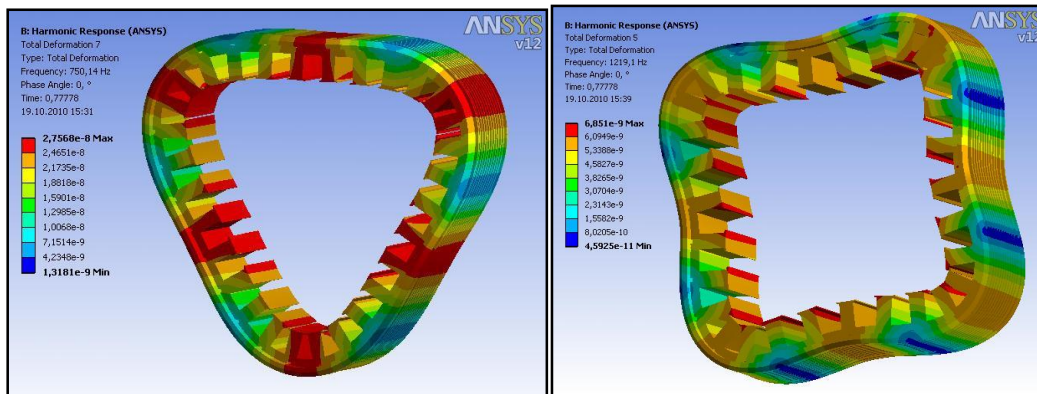 B: Harmonic Response (ANSYS)
Total Deformation 7
Type: Total Deformation
Frequency: 750,14 Hz
Phase Angle: 0, °
Time: 0,77778
19.10.2010 15:31
2,7568e-8 Max
2,4651e-8
2,1735e-8
1,8818e-8
1,5901e-8
1,2985e-8
1,0068e-8
7,1514e-9
4,2348e-9
1,3181e-9 Min
ANSYS
v12
B: Harmonic Response (ANSYS)
Total Deformation 5
Type: Total Deformation
Frequency: 1219,1 Hz
Phase Angle: 0, °
Time: 0,77778
19.10.2010 15:39
6,851e-9 Max
6,0949e-9
5,3388e-9
4,5827e-9
3,8265e-9
3,0704e-9
2,3143e-9
1,5582e-9
8,0205e-10
4,5925e-11 Min
ANSYS
v12